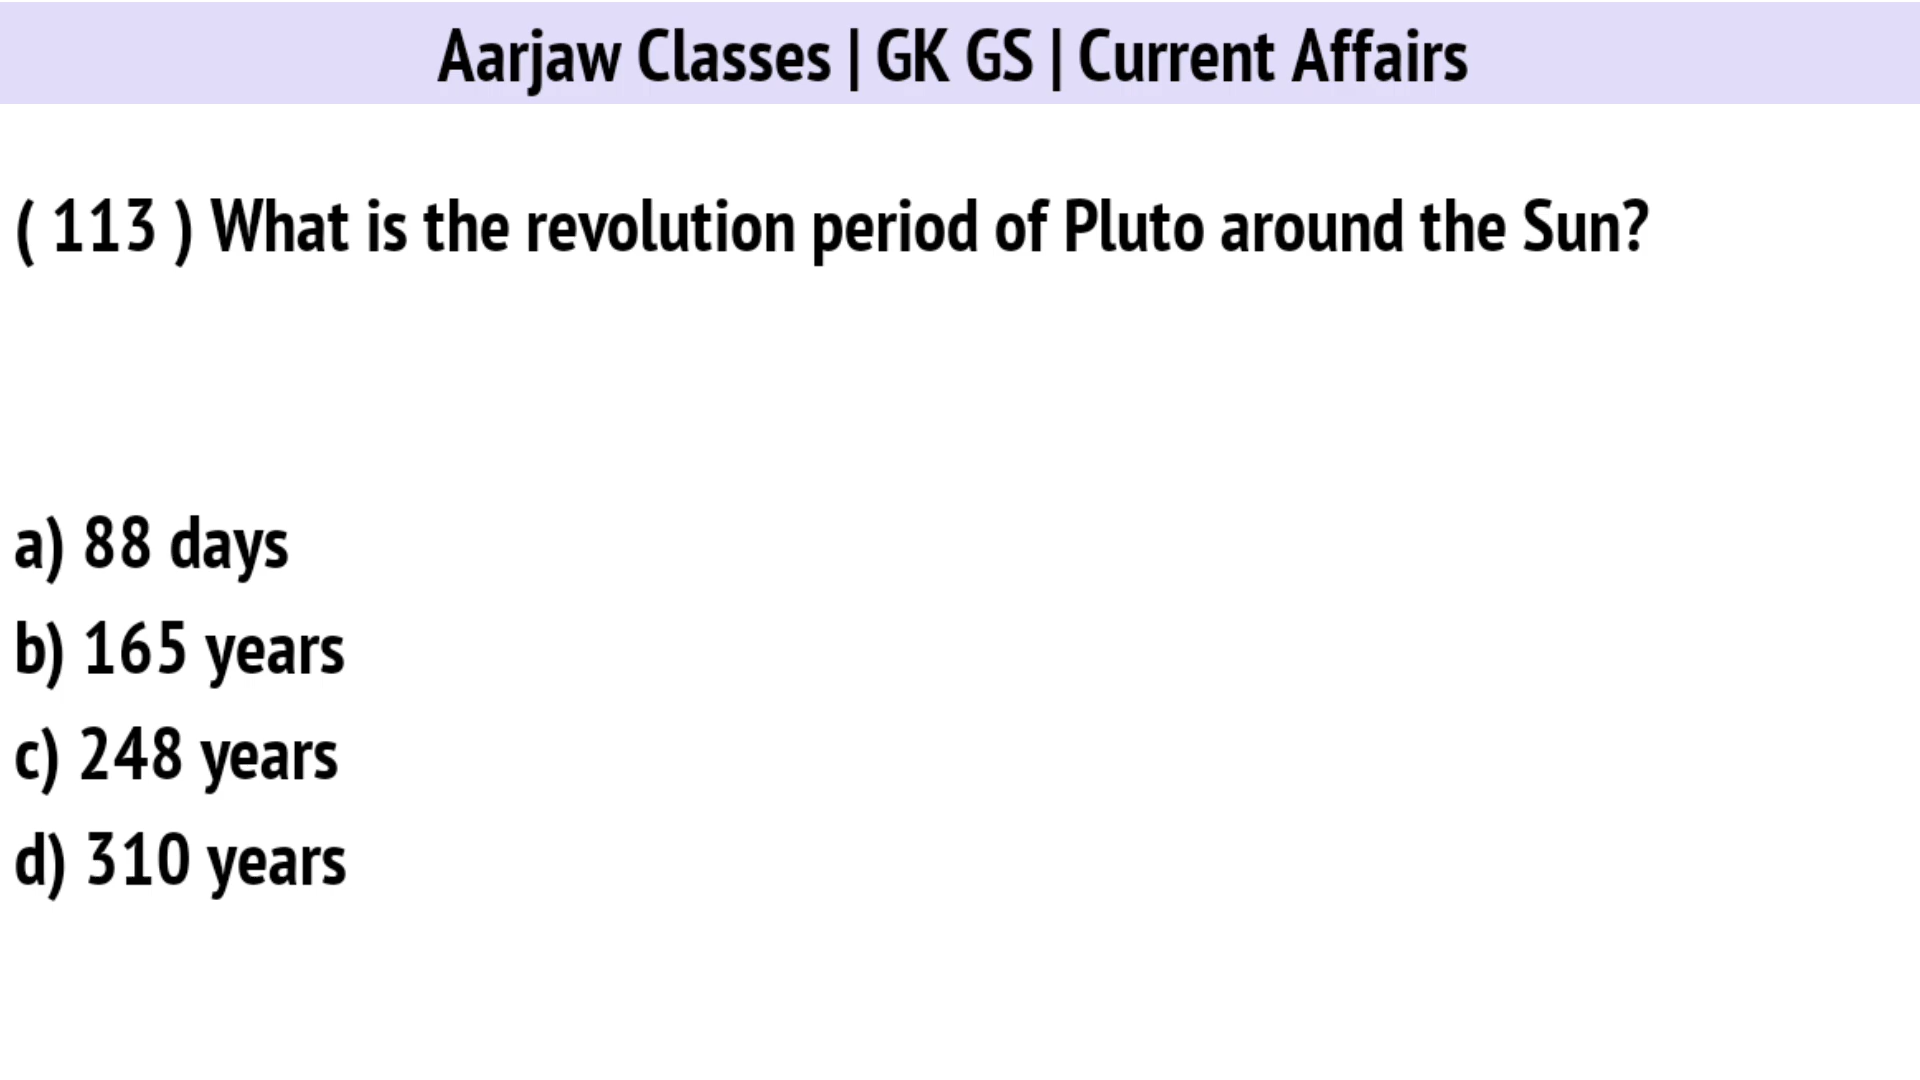 Aarjaw Classes | GK GS | Current Affairs
( 113 ) What is the revolution period of Pluto around the Sun?
a) 88 days
b) 165 years
c) 248 years
d) 310 years